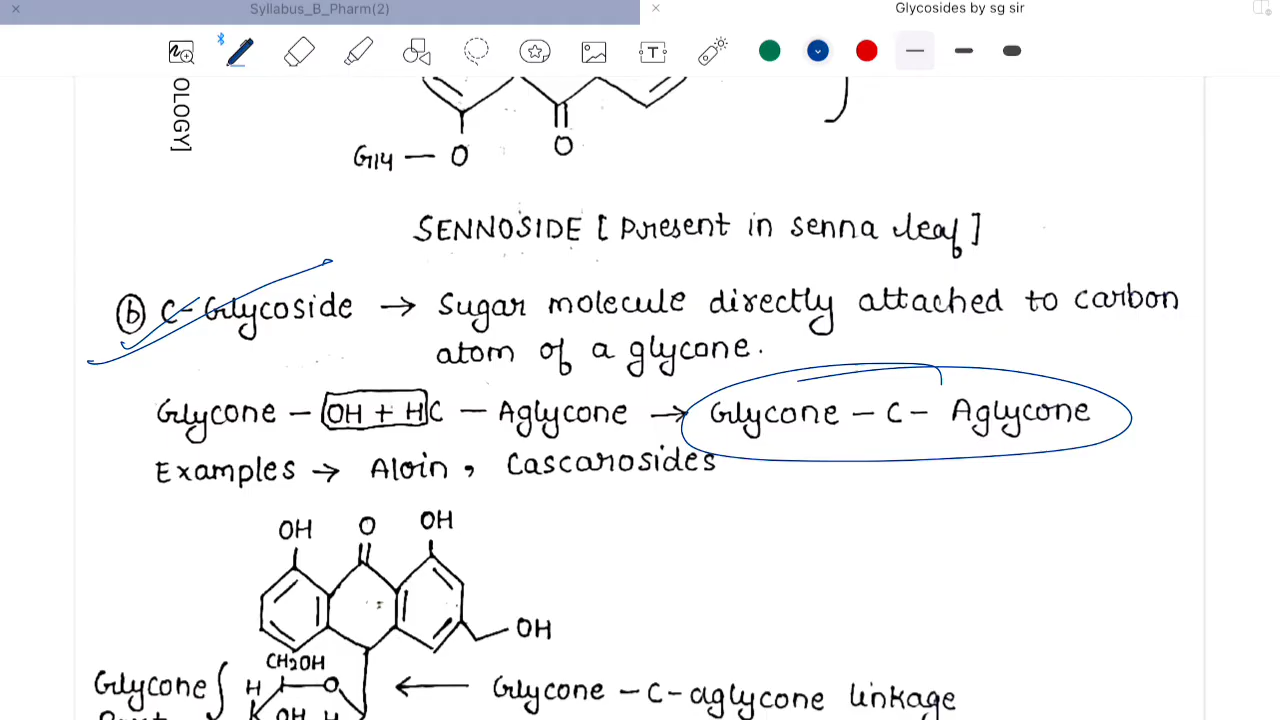 Syllabus_B_Pharm(2)
Glycosides by sg sir
T
OLOGY]
O
Gly — O
SENNOSIDE [Present in senna leaf]
(b) C-Glycoside → Sugar molecule directly attached to carbon
atom of a glycone.
Glycone - OH + H C - Aglycone → Glycone - C - Aglycone
Examples → Aloin, Cascarosides
OH O OH
OH
CH2OH
Glycone H O ← Glycone - C - aglycone linkage
OH H